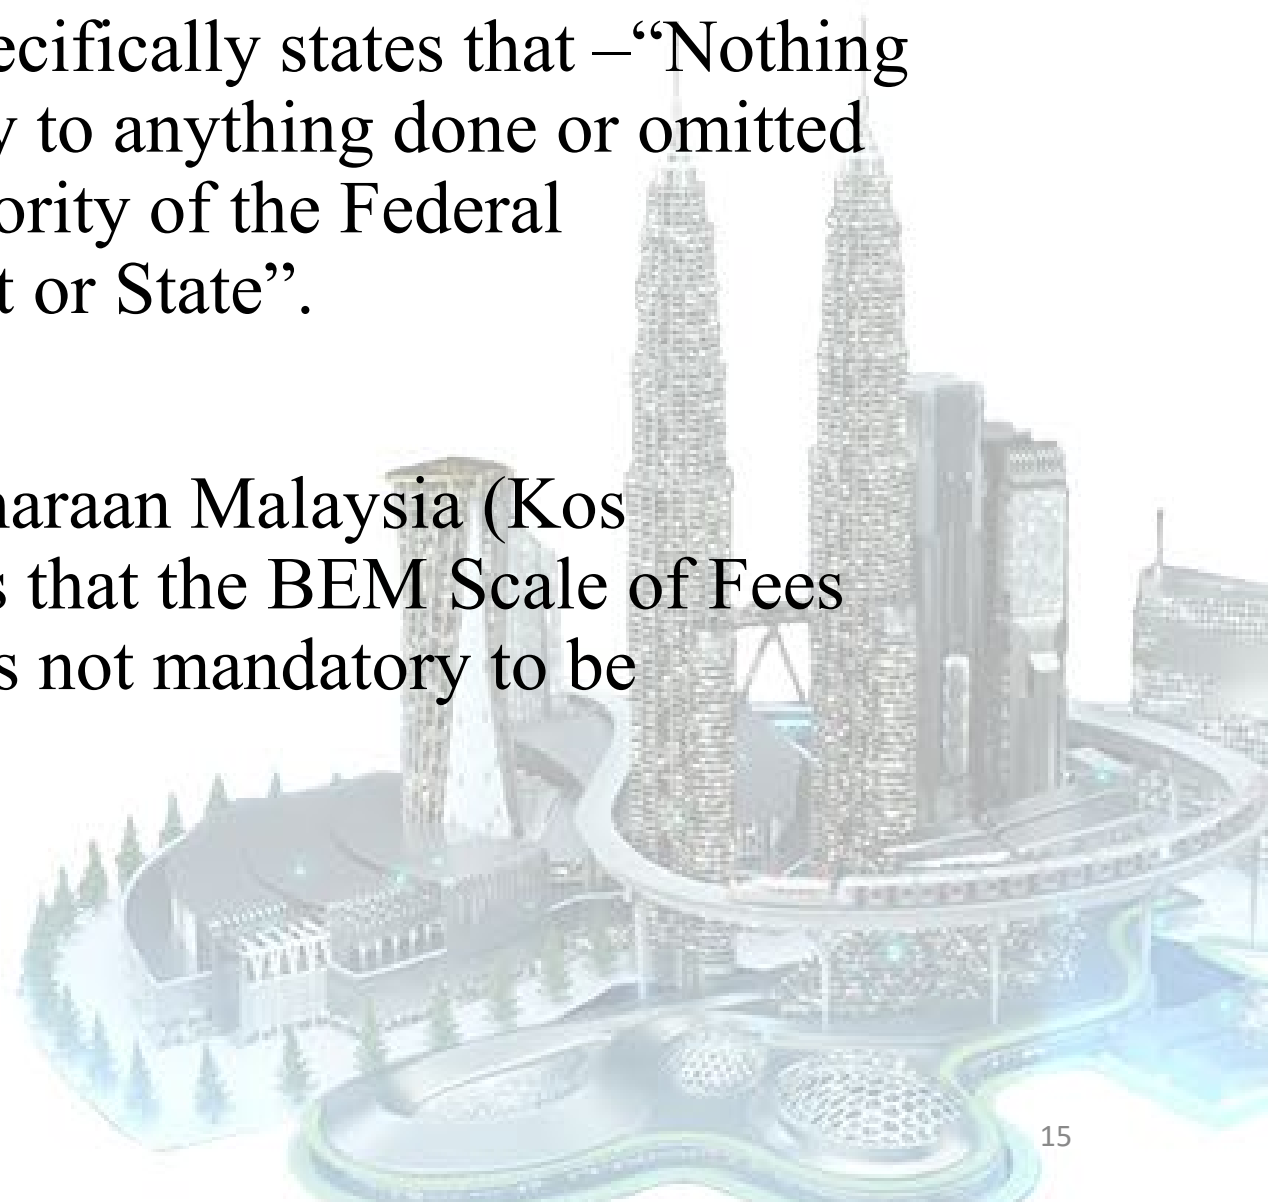 ecifically states that –“Nothing
y to anything done or omitted
ority of the Federal
t or State”.
naraan Malaysia (Kos
s that the BEM Scale of Fees
s not mandatory to be
15